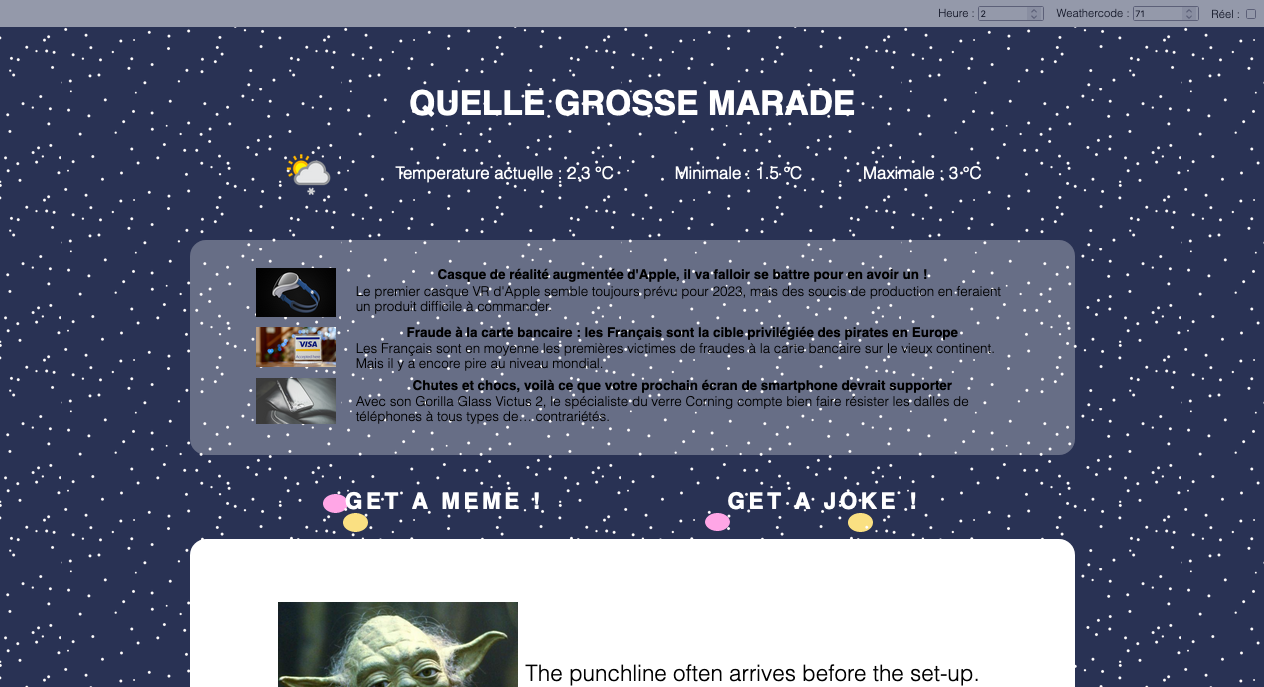 Heure : 2 Weathercode : 71 Réel :
QUELLE GROSSE MARADE
Temperature actuelle : 2.3 °C Minimale : 1.5 °C Maximale : 3 °C
Casque de réalité augmentée d'Apple, il va falloir se battre pour en avoir un !
Le premier casque VR d'Apple semble toujours prévu pour 2023, mais des soucis de production en feraient
un produit difficile à commander.
VISA
Fraude à la carte bancaire : les Français sont la cible privilégiée des pirates en Europe
Les Français sont en moyenne les premières victimes de fraudes à la carte bancaire sur le vieux continent.
Mais il y a encore pire au niveau mondial.
Chutes et chocs, voilà ce que votre prochain écran de smartphone devrait supporter
Avec son Gorilla Glass Victus 2, le spécialiste du verre Corning compte bien faire résister les dalles de
téléphones à tous types de… contrariétés.
GET A MEME ! GET A JOKE !
The punchline often arrives before the set-up.